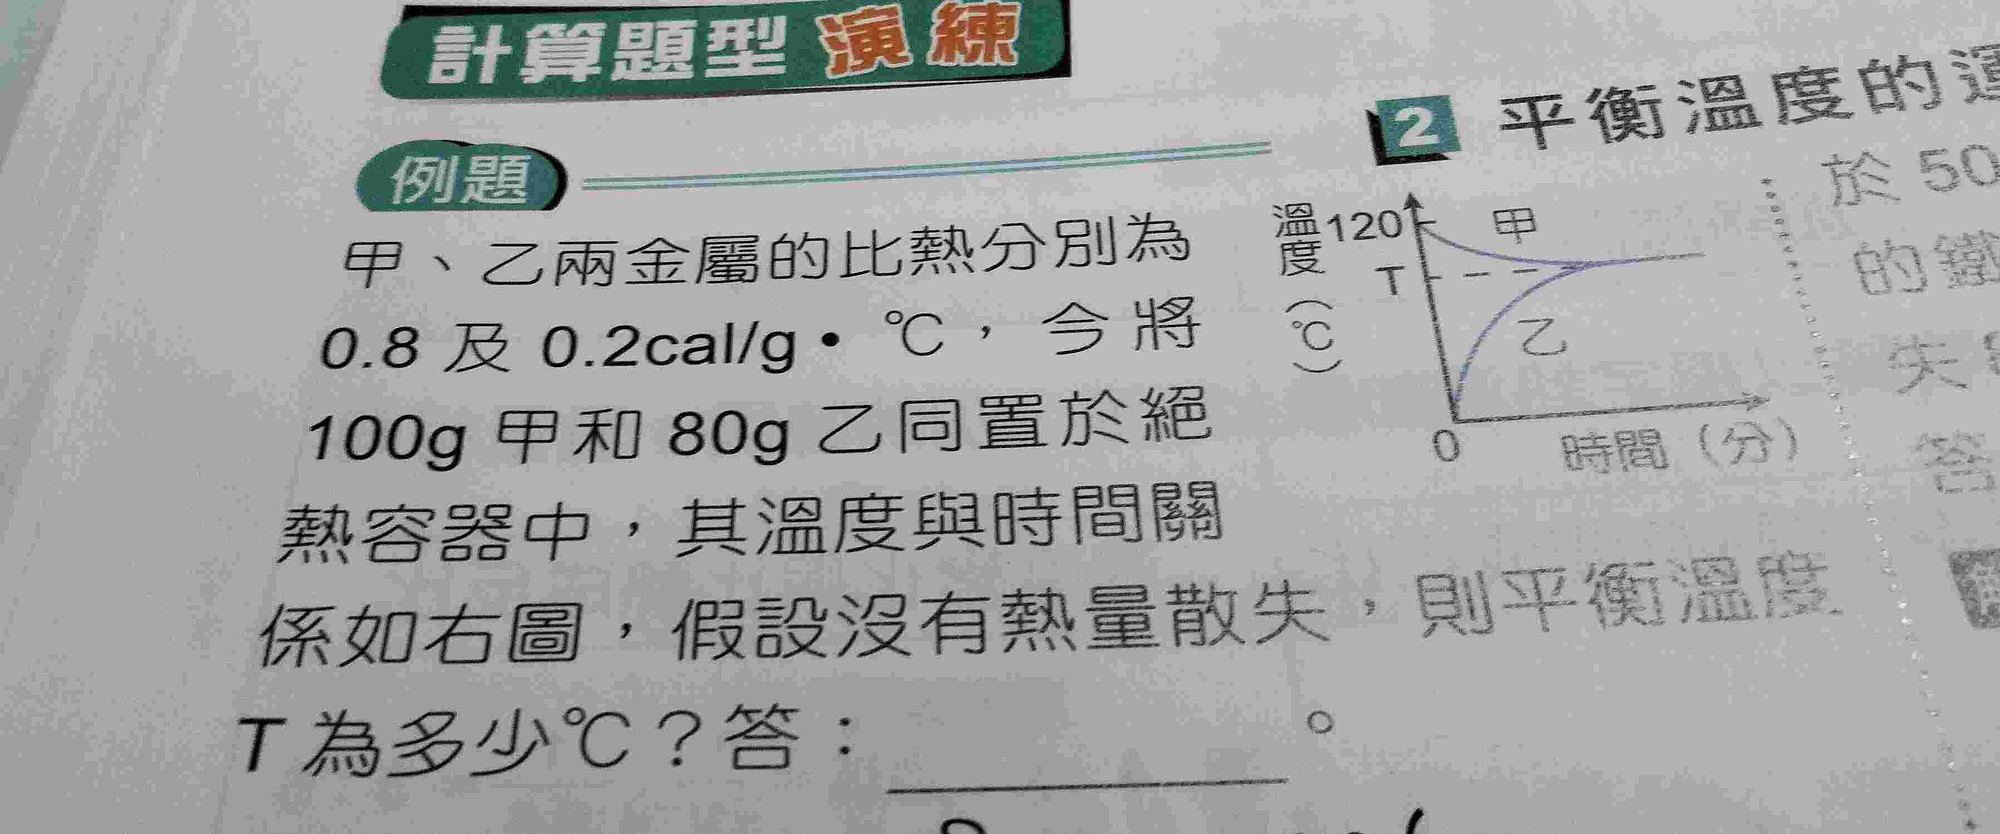 計算題型演練
例題
甲、乙兩金屬的比熱分別為
0.8 及 0.2cal/g•℃,今將
100g 甲和 80g 乙同置於絕
熱容器中,其溫度與時間關
係如右圖,假設沒有熱量散失,則平衡溫度
T 為多少℃?答: 。
溫度(℃)
120
T
甲
乙
0
時間(分)
2 平衡溫度的
於 50
的鐵
失
答